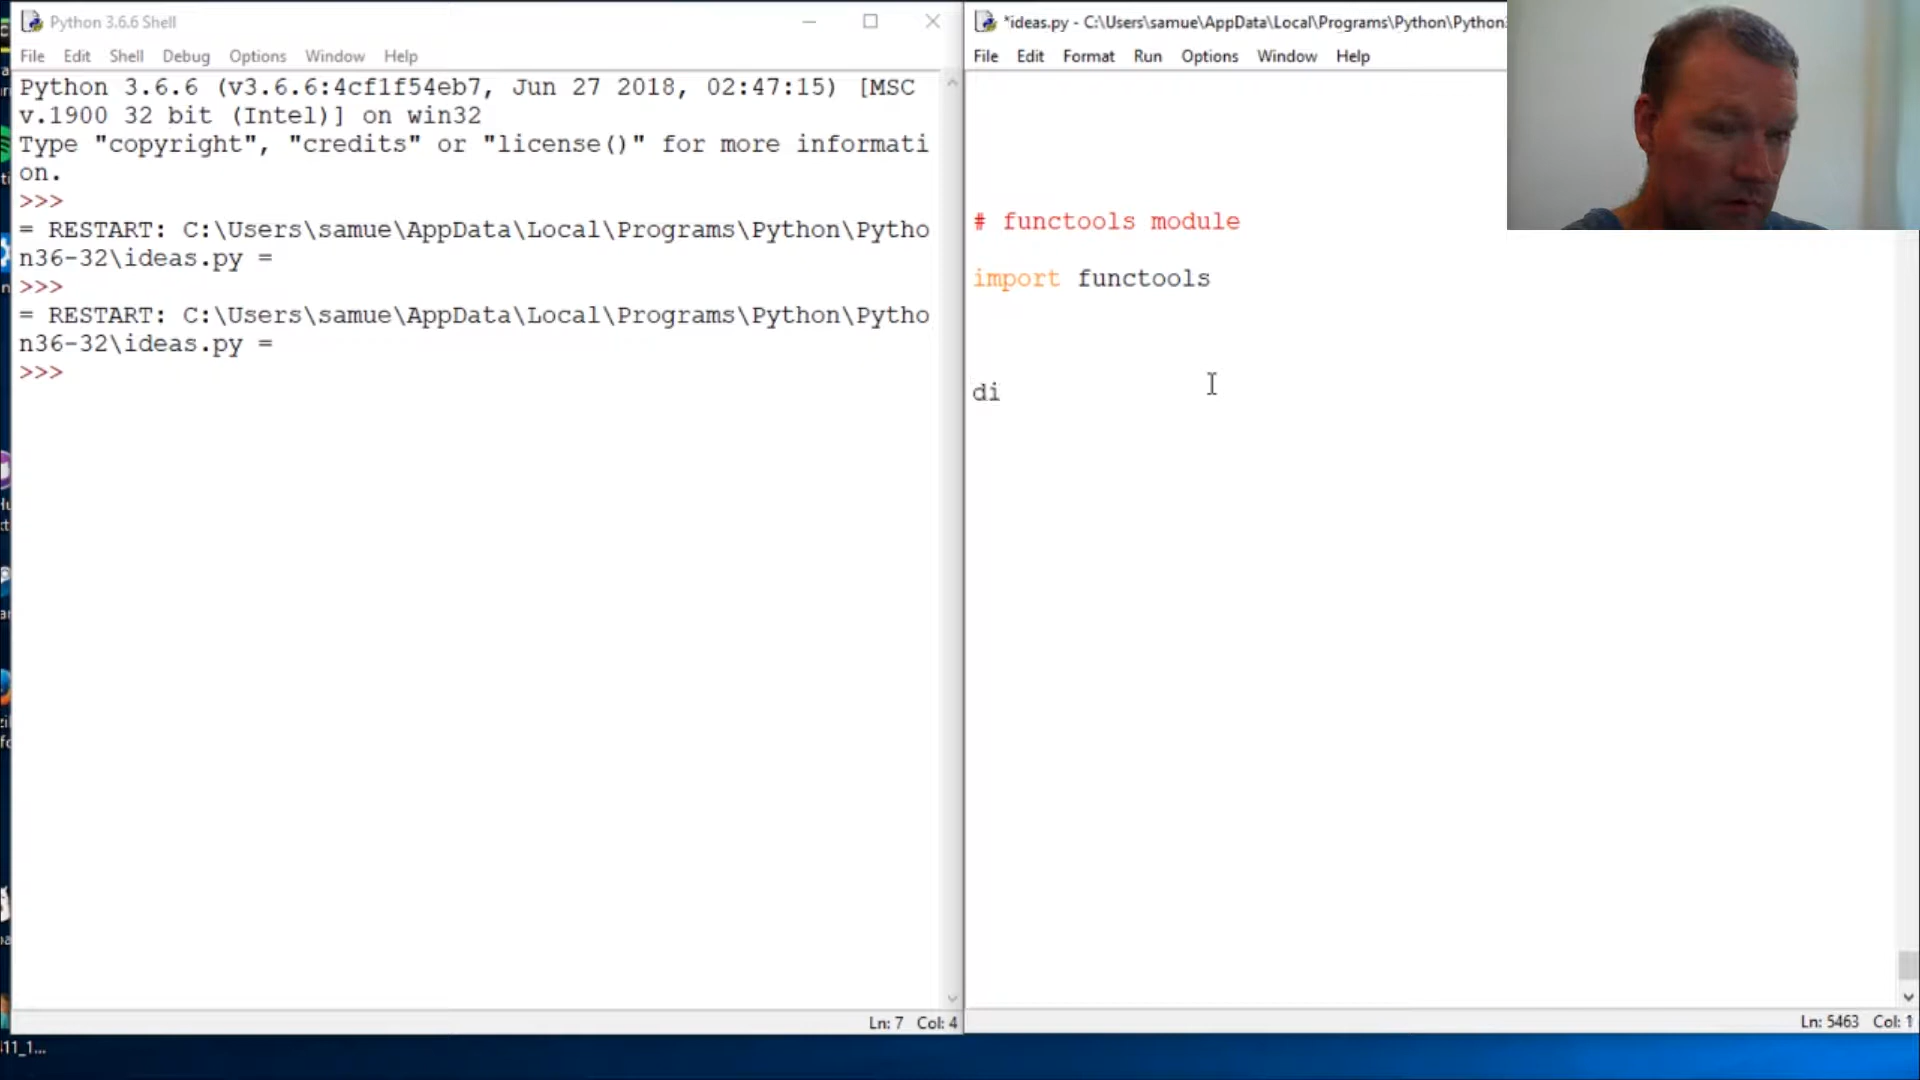 Python 3.6.6 Shell
File Edit Shell Debug Options Window Help
Python 3.6.6 (v3.6.6:4cf1f54eb7, Jun 27 2018, 02:47:15) [MSC
v.1900 32 bit (Intel)] on win32
Type "copyright", "credits" or "license()" for more informati
on.
>>>
= RESTART: C:\Users\samue\AppData\Local\Programs\Python\Pytho
n36-32\ideas.py =
>>>
= RESTART: C:\Users\samue\AppData\Local\Programs\Python\Pytho
n36-32\ideas.py =
>>>
Ln: 7 Col: 4
*ideas.py - C:\Users\samue\AppData\Local\Programs\Python\Python
File Edit Format Run Options Window Help
# functools module
import functools
di
Ln: 5463 Col: 1